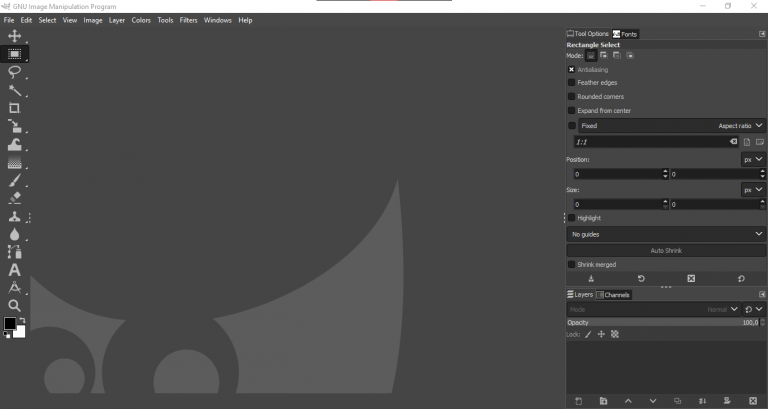 GNU Image Manipulation Program
File Edit Select View Image Layer Colors Tools Filters Windows Help
Tool Options Fonts
Rectangle Select
Mode:
Antialiasing
Feather edges
Rounded corners
Expand from center
Fixed Aspect ratio
1:1
Position: px
0 0
Size: px
0 0
Highlight
No guides
Auto Shrink
Shrink merged
Layers Channels
Mode Normal
Opacity 100,0
Lock:
A